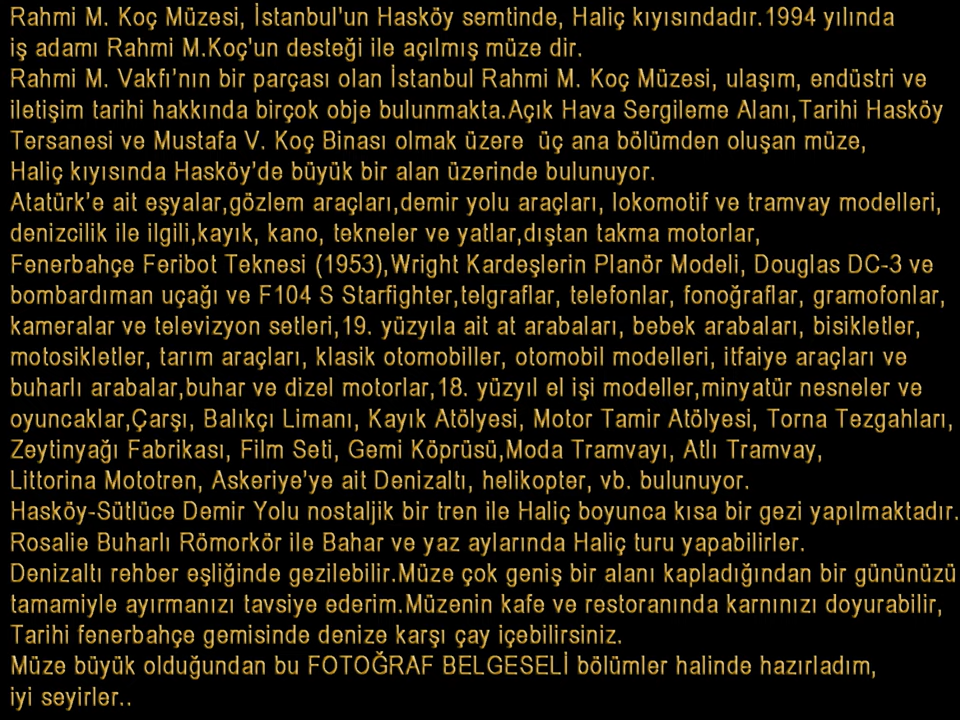 Rahmi M. Koç Müzesi, İstanbul'un Hasköy semtinde, Haliç kıyısındadır.1994 yılında
iş adamı Rahmi M.Koç'un desteği ile açılmış müze dir.
Rahmi M. Vakfı'nın bir parçası olan İstanbul Rahmi M. Koç Müzesi, ulaşım, endüstri ve
iletişim tarihi hakkında birçok obje bulunmakta.Açık Hava Sergileme Alanı,Tarihi Hasköy
Tersanesi ve Mustafa V. Koç Binası olmak üzere  üç ana bölümden oluşan müze,
Haliç kıyısında Hasköy'de büyük bir alan üzerinde bulunuyor.
Atatürk'e ait eşyalar,gözlem araçları,demir yolu araçları, lokomotif ve tramvay modelleri,
denizcilik ile ilgili,kayık, kano, tekneler ve yatlar,dıştan takma motorlar,
Fenerbahçe Feribot Teknesi (1953),Wright Kardeşlerin Planör Modeli, Douglas DC-3 ve
bombardıman uçağı ve F104 S Starfighter,telgraflar, telefonlar, fonoğraflar, gramofonlar,
kameralar ve televizyon setleri,19. yüzyıla ait at arabaları, bebek arabaları, bisikletler,
motosikletler, tarım araçları, klasik otomobiller, otomobil modelleri, itfaiye araçları ve
buharlı arabalar,buhar ve dizel motorlar,18. yüzyıl el işi modeller,minyatür nesneler ve
oyuncaklar,Çarşı, Balıkçı Limanı, Kayık Atölyesi, Motor Tamir Atölyesi, Torna Tezgahları,
Zeytinyağı Fabrikası, Film Seti, Gemi Köprüsü,Moda Tramvayı, Atlı Tramvay,
Littorina Mototren, Askeriye'ye ait Denizaltı, helikopter, vb. bulunuyor.
Hasköy-Sütlüce Demir Yolu nostaljik bir tren ile Haliç boyunca kısa bir gezi yapılmaktadır.
Rosalie Buharlı Römorkör ile Bahar ve yaz aylarında Haliç turu yapabilirler.
Denizaltı rehber eşliğinde gezilebilir.Müze çok geniş bir alanı kapladığından bir gününüzü
tamamiyle ayırmanızı tavsiye ederim.Müzenin kafe ve restoranında karnınızı doyurabilir,
Tarihi fenerbahçe gemisinde denize karşı çay içebilirsiniz.
Müze büyük olduğundan bu FOTOĞRAF BELGESELİ bölümler halinde hazırladım,
iyi seyirler..